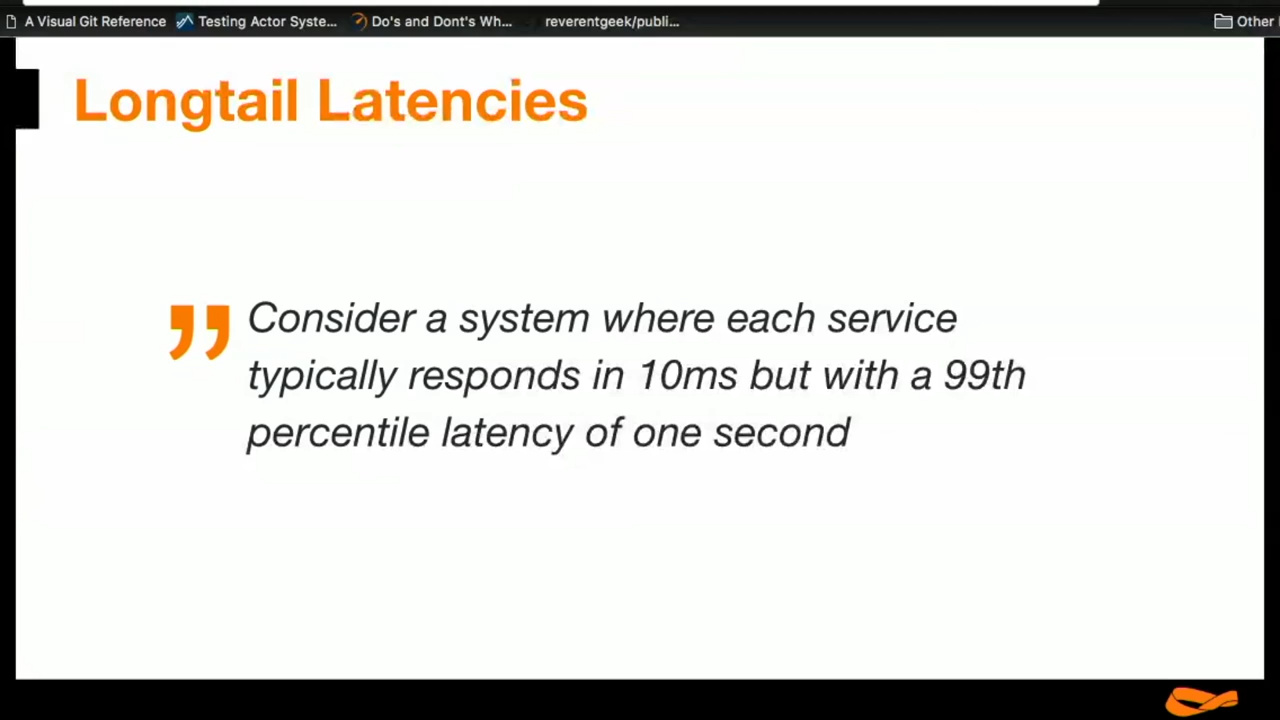 A Visual Git Reference Testing Actor Syste... Do's and Dont's Wh... reverentgeek/publi... Other
Longtail Latencies
” Consider a system where each service
typically responds in 10ms but with a 99th
percentile latency of one second